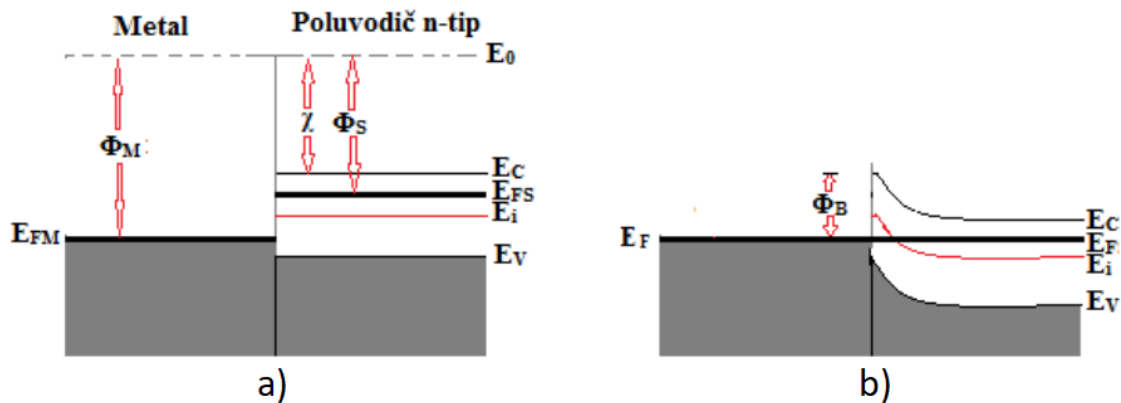 Metal
Poluvodič n-tip
E0
ΦM
χ
ΦS
EC
EFS
Ei
EFM
EV
a)
ΦB
EF
EC
EF
Ei
EV
b)